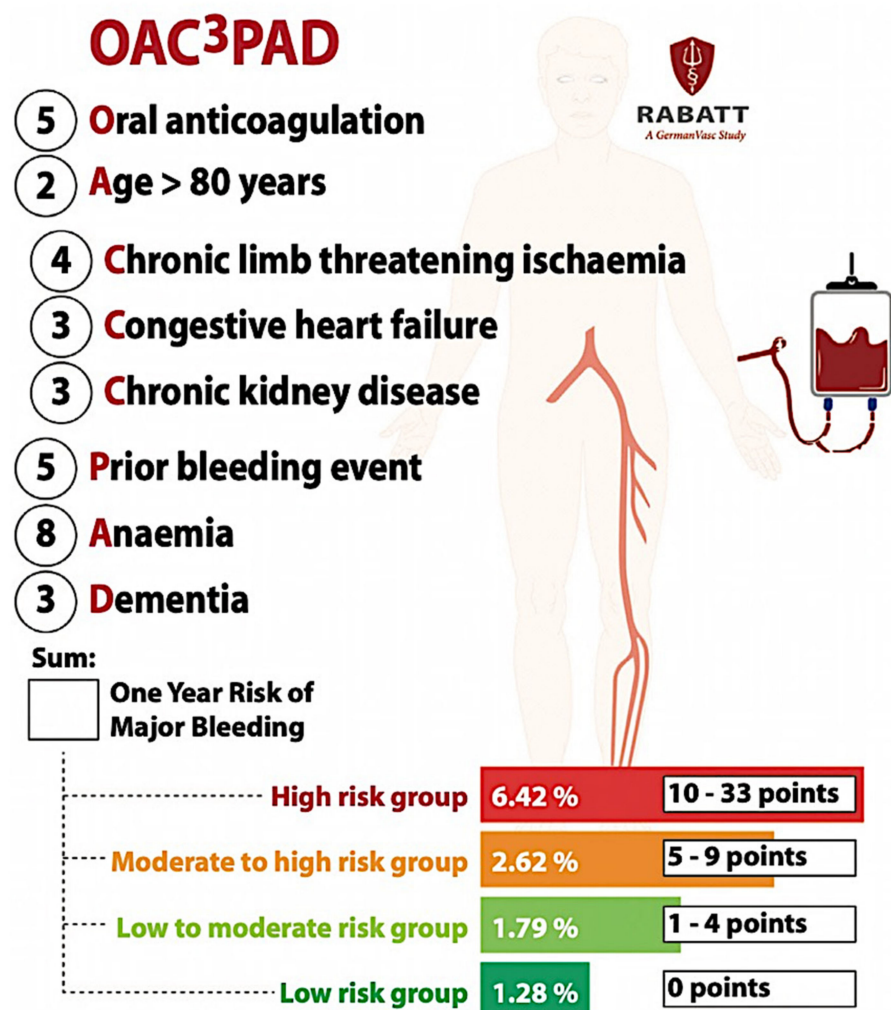 OAC³PAD
RABATT
A GermanVasc Study
5 Oral anticoagulation
2 Age > 80 years
4 Chronic limb threatening ischaemia
3 Congestive heart failure
3 Chronic kidney disease
5 Prior bleeding event
8 Anaemia
3 Dementia
Sum:
One Year Risk of
Major Bleeding
High risk group 6.42 % 10 - 33 points
Moderate to high risk group 2.62 % 5 - 9 points
Low to moderate risk group 1.79 % 1 - 4 points
Low risk group 1.28 % 0 points